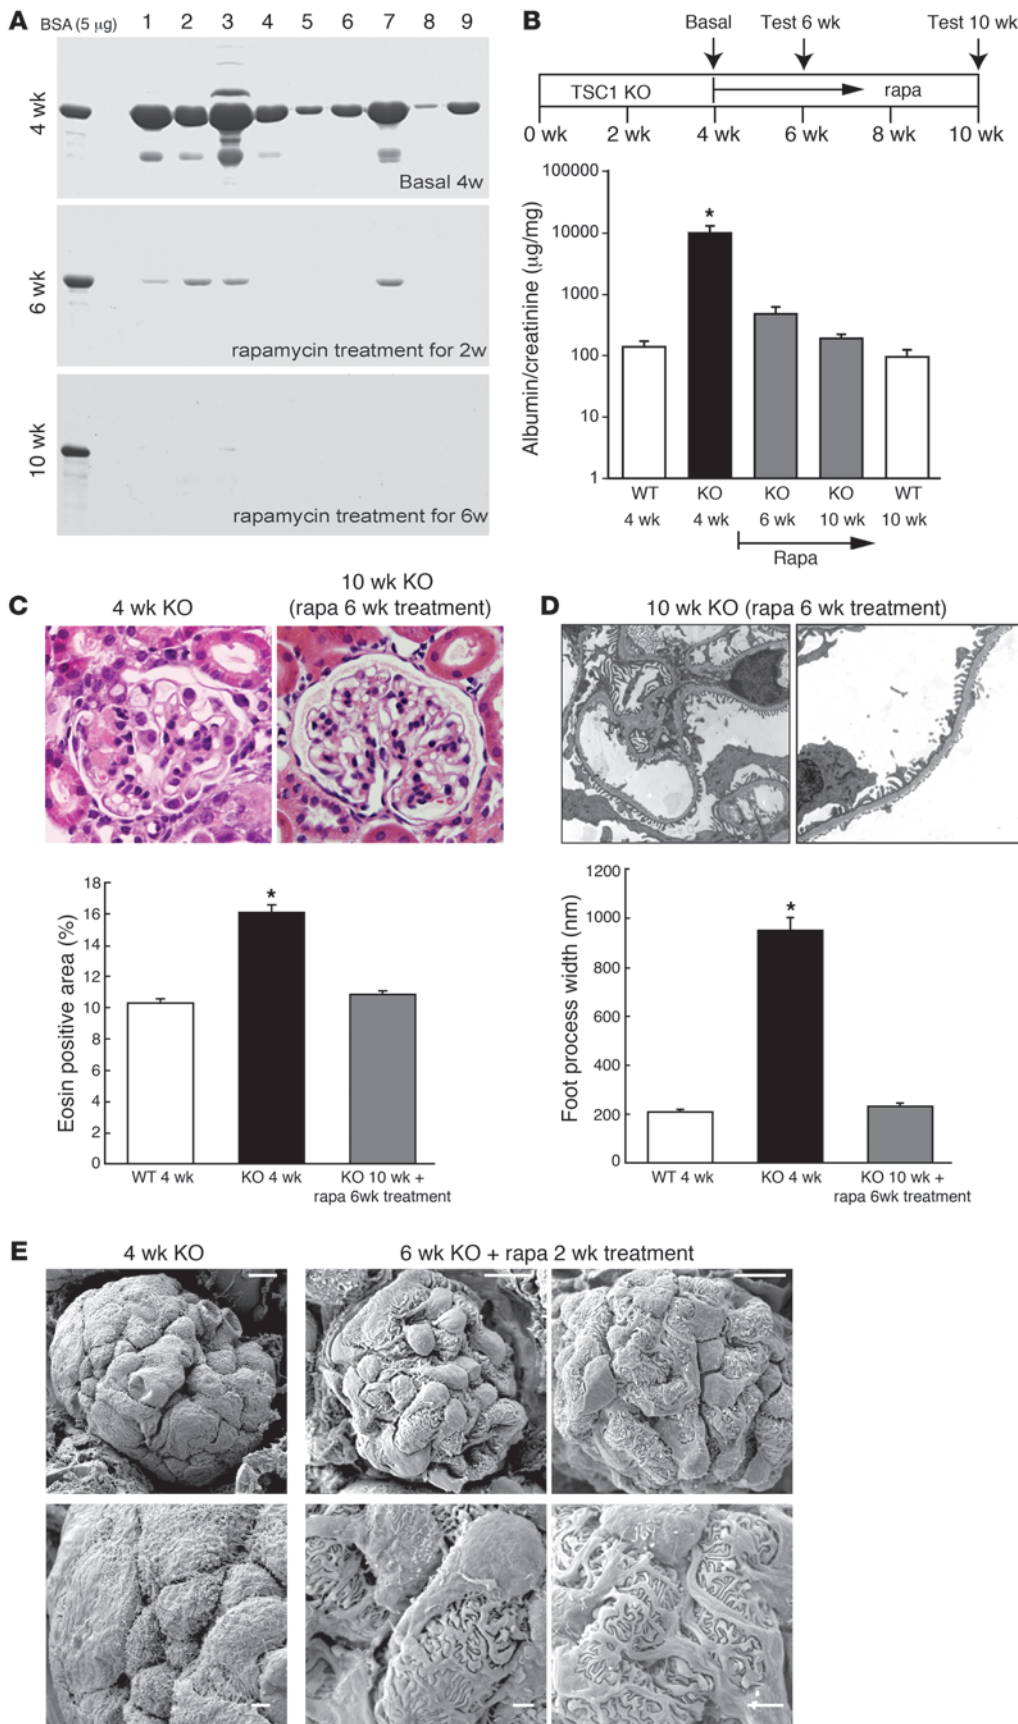 A
BSA (5 µg) 1 2 3 4 5 6 7 8 9
4 wk
Basal 4w
6 wk
rapamycin treatment for 2w
10 wk
rapamycin treatment for 6w
B
Basal Test 6 wk Test 10 wk
TSC1 KO rapa
0 wk 2 wk 4 wk 6 wk 8 wk 10 wk
Albumin/creatinine (µg/mg)
100000
10000
1000
100
10
1
*
WT KO KO KO WT
4 wk 4 wk 6 wk 10 wk 10 wk
Rapa
C
4 wk KO
10 wk KO
(rapa 6 wk treatment)
Eosin positive area (%)
18
16
14
12
10
8
6
4
2
0
*
WT 4 wk KO 4 wk KO 10 wk +
rapa 6wk treatment
D
10 wk KO (rapa 6 wk treatment)
Foot process width (nm)
1200
1000
800
600
400
200
0
*
WT 4 wk KO 4 wk KO 10 wk +
rapa 6wk treatment
E
4 wk KO 6 wk KO + rapa 2 wk treatment